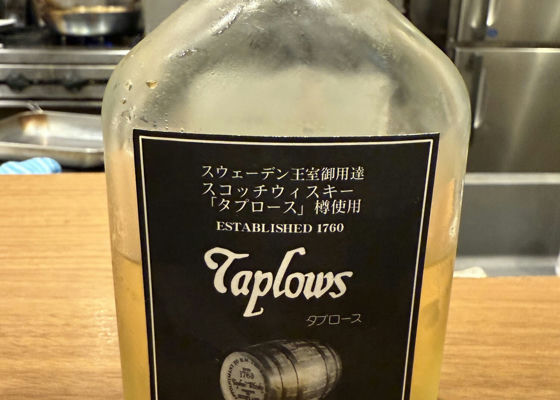 スウェーデン王室御用達
スコッチウィスキー
「タプロース」樽使用
ESTABLISHED 1760
Taplows
タプロース
1760